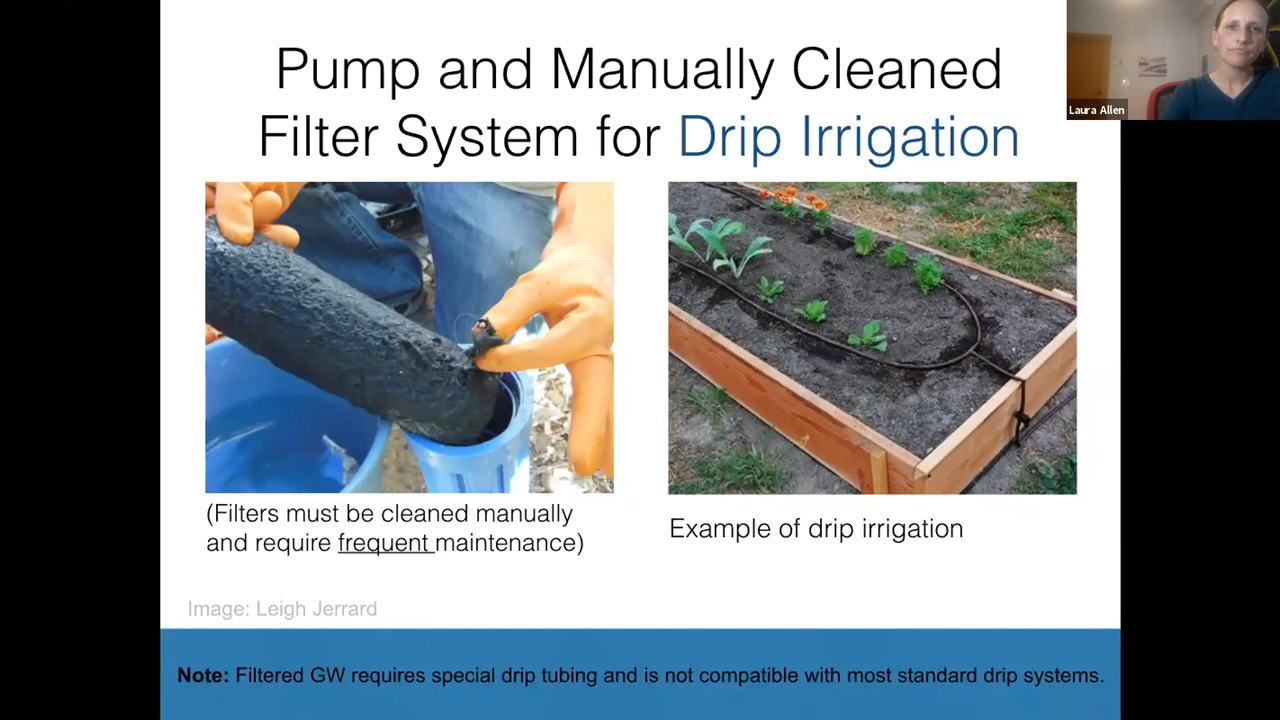 Pump and Manually Cleaned
Filter System for Drip Irrigation
Laura Allen
(Filters must be cleaned manually
and require frequent maintenance)
Example of drip irrigation
Image: Leigh Jerrard
Note: Filtered GW requires special drip tubing and is not compatible with most standard drip systems.